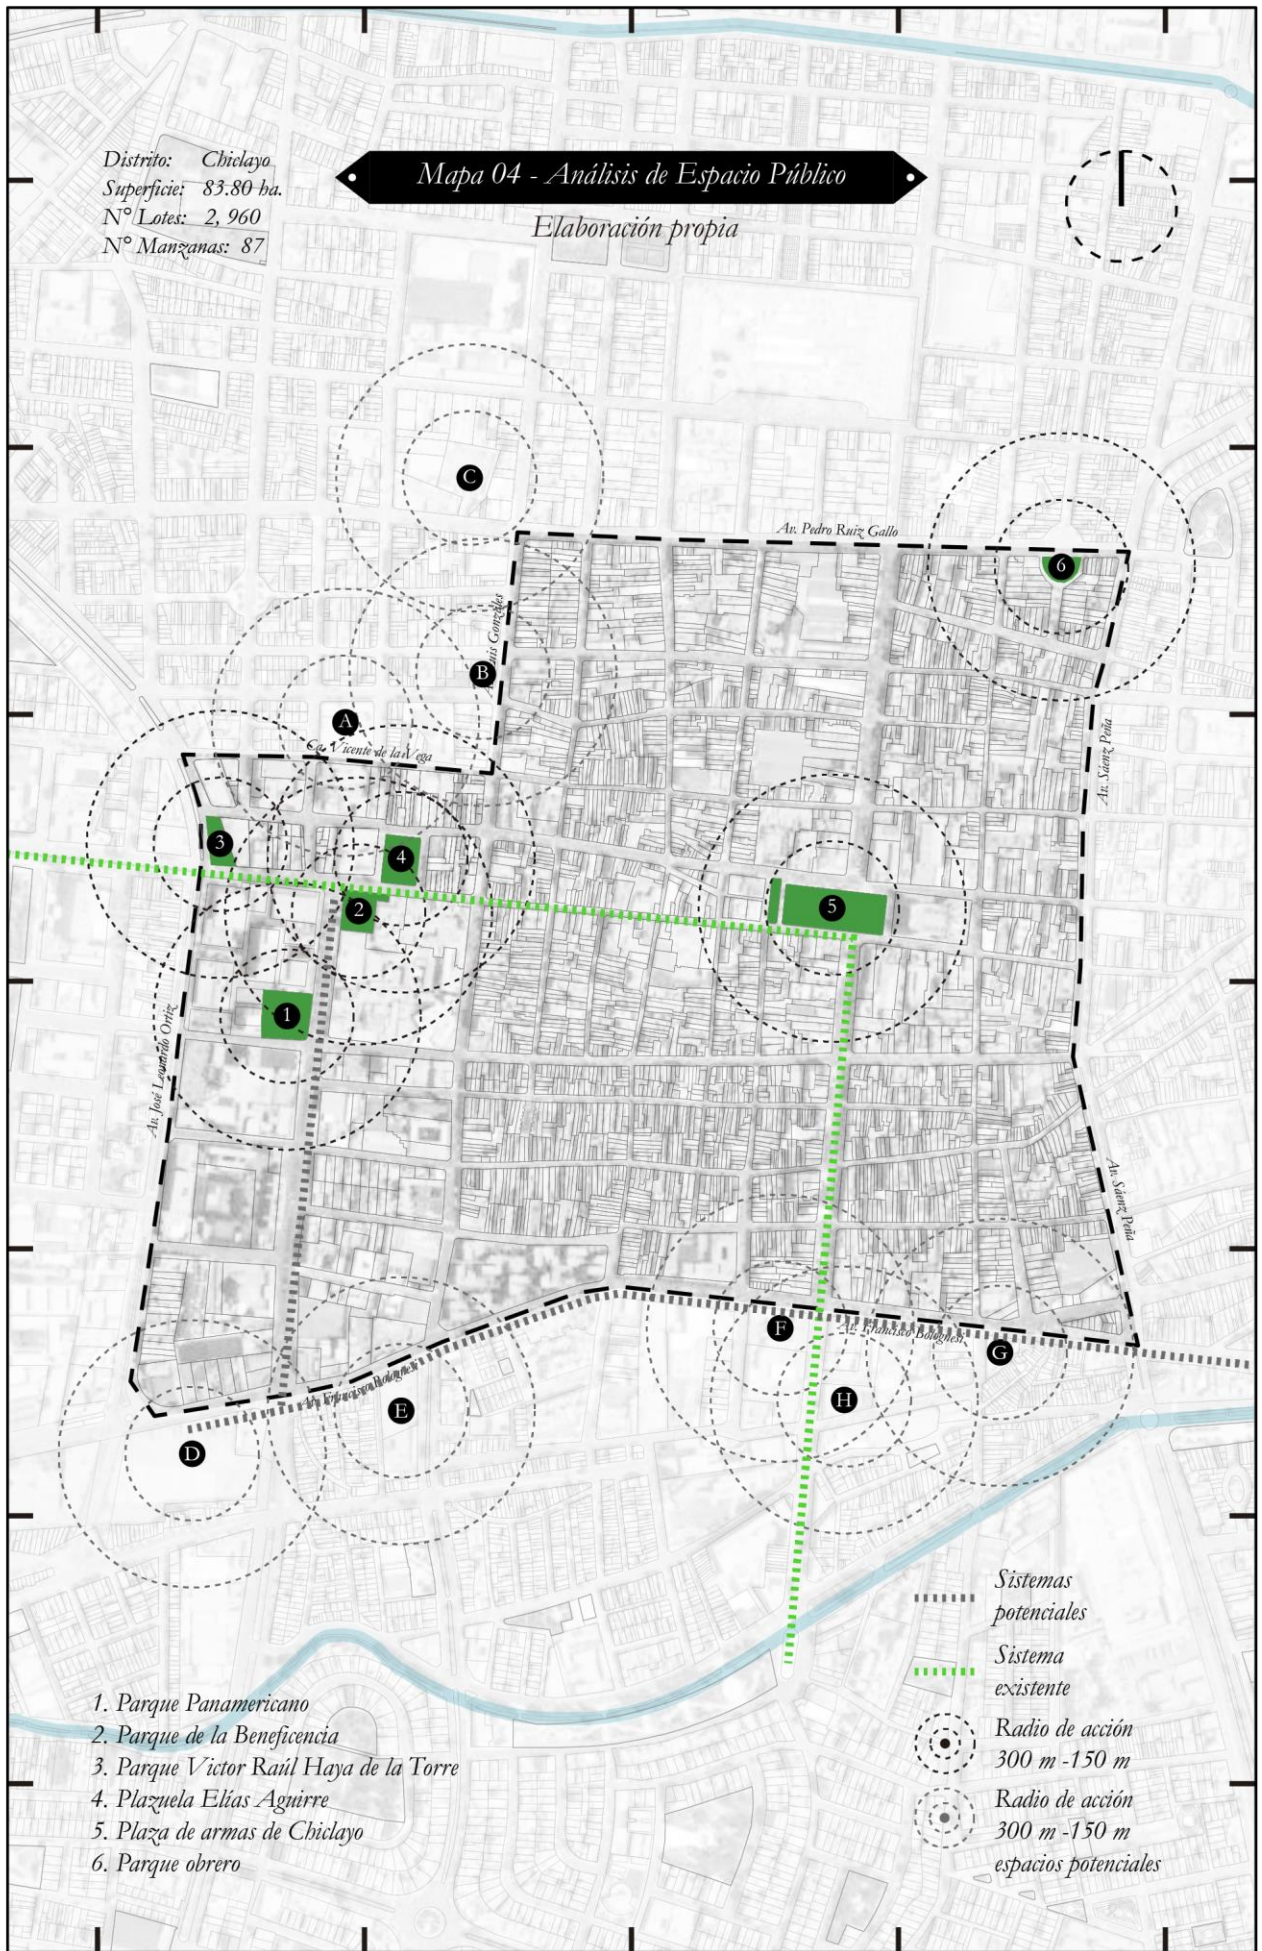 Distrito: Chiclayo
Superficie: 83.80 ha.
N° Lotes: 2, 960
N° Manzanas: 87
Mapa 04 - Análisis de Espacio Público
Elaboración propia
C
Av. Pedro Ruiz Gallo
6
Luis Gonzáles
B
A
Ca. Vicente de la Vega
Av. Sáenz Peña
3
4
2
5
1
Av. José Leonardo Ortiz
Av. Sáenz Peña
F
Av. Francisco Bolognesi
G
Av. Francisco Bolognesi
E
H
D
Sistemas
potenciales
Sistema
existente
Radio de acción
300 m -150 m
Radio de acción
300 m -150 m
espacios potenciales
1. Parque Panamericano
2. Parque de la Beneficencia
3. Parque Victor Raúl Haya de la Torre
4. Plazuela Elías Aguirre
5. Plaza de armas de Chiclayo
6. Parque obrero